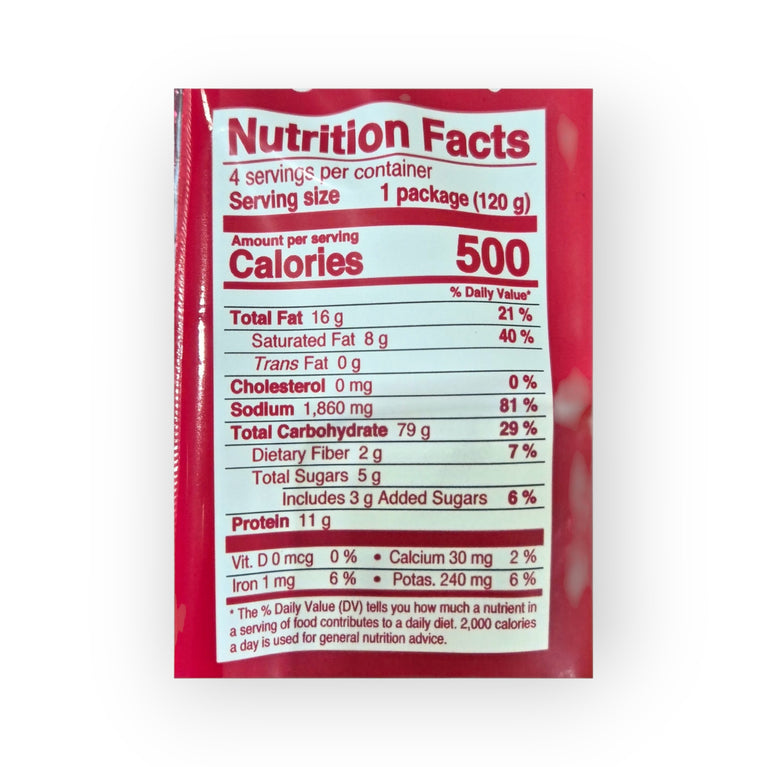 Nutrition Facts
4 servings per container
Serving size 1 package (120 g)
Amount per serving
Calories 500
% Daily Value*
Total Fat 16 g 21 %
Saturated Fat 8 g 40 %
Trans Fat 0 g
Cholesterol 0 mg 0 %
Sodium 1,860 mg 81 %
Total Carbohydrate 79 g 29 %
Dietary Fiber 2 g 7 %
Total Sugars 5 g
Includes 3 g Added Sugars 6 %
Protein 11 g
Vit. D 0 mcg 0 % • Calcium 30 mg 2 %
Iron 1 mg 6 % • Potas. 240 mg 6 %
* The % Daily Value (DV) tells you how much a nutrient in
a serving of food contributes to a daily diet. 2,000 calories
a day is used for general nutrition advice.